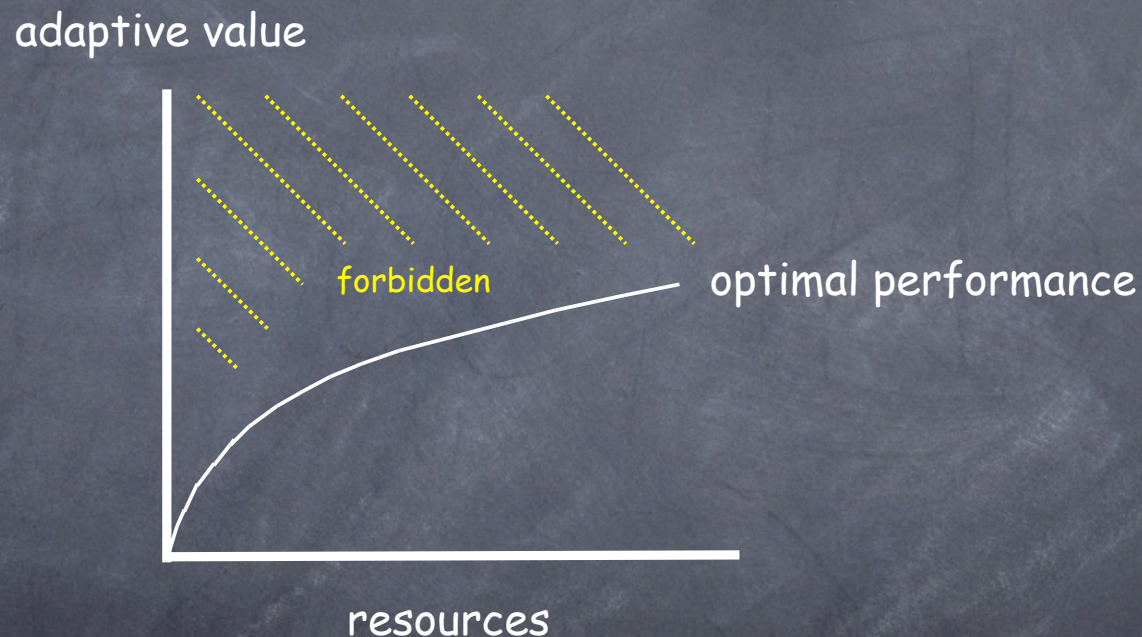 adaptive value
forbidden
optimal performance
resources